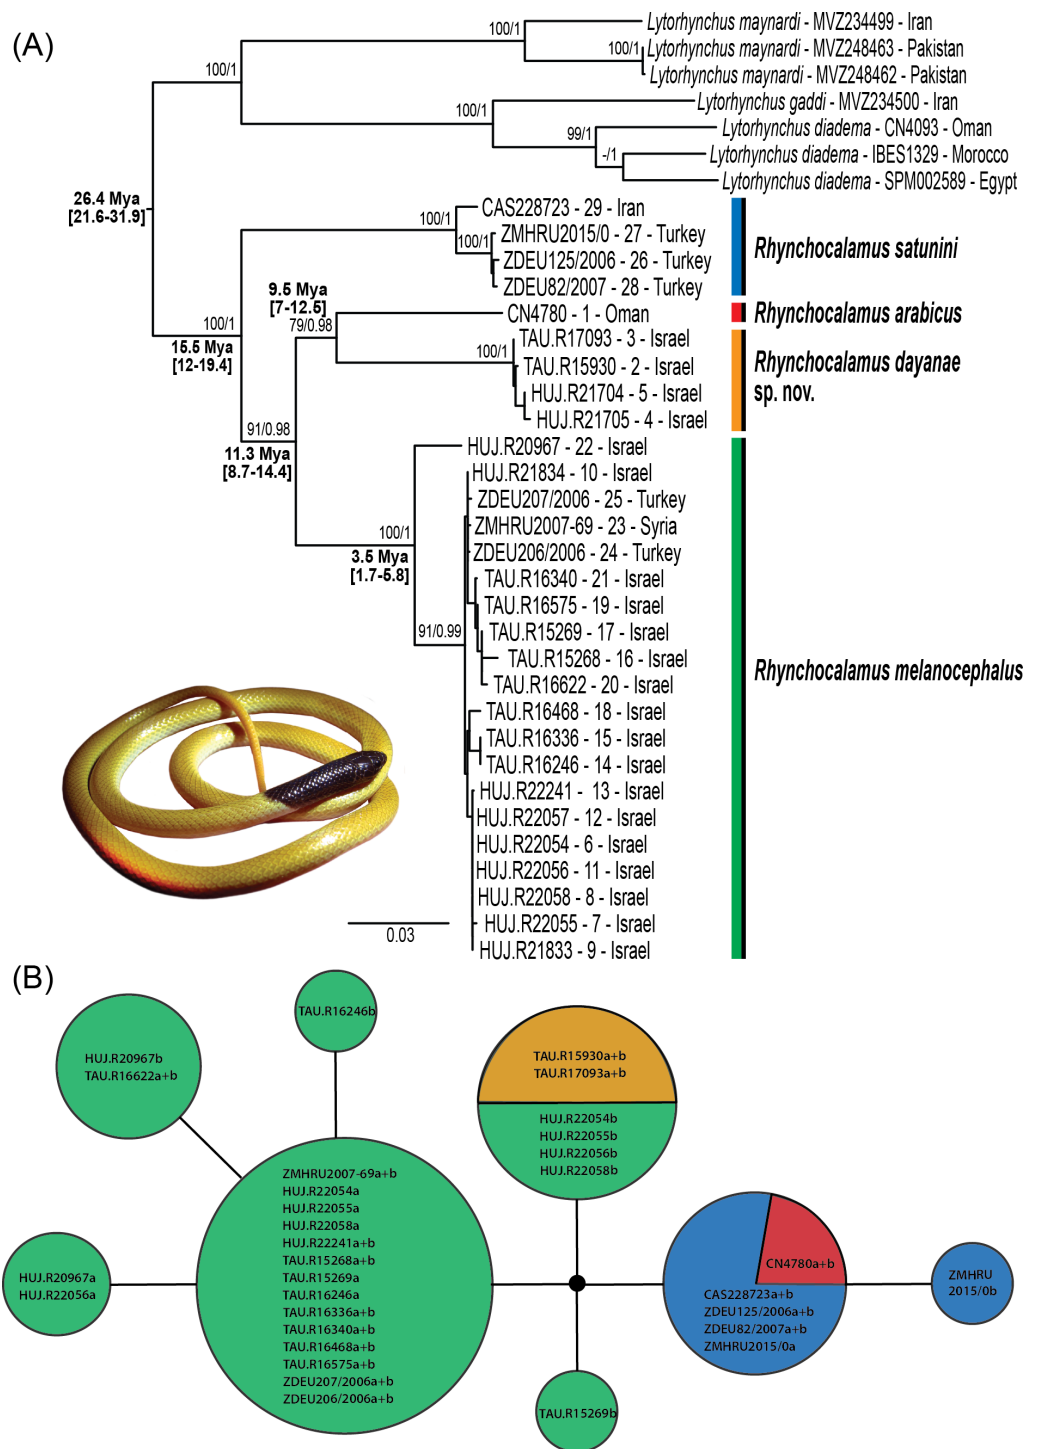 (A)
Lytorhynchus maynardi - MVZ234499 - Iran
100/1
Lytorhynchus maynardi - MVZ248463 - Pakistan
100/1
Lytorhynchus maynardi - MVZ248462 - Pakistan
100/1
Lytorhynchus gaddi - MVZ234500 - Iran
100/1
Lytorhynchus diadema - CN4093 - Oman
99/1
Lytorhynchus diadema - IBES1329 - Morocco
-/1
Lytorhynchus diadema - SPM002589 - Egypt
26.4 Mya
[21.6-31.9]
CAS228723 - 29 - Iran
100/1
ZMHRU2015/0 - 27 - Turkey
100/1
ZDEU125/2006 - 26 - Turkey
ZDEU82/2007 - 28 - Turkey
Rhynchocalamus satunini
9.5 Mya
[7-12.5]
CN4780 - 1 - Oman
Rhynchocalamus arabicus
100/1
79/0.98
15.5 Mya
[12-19.4]
TAU.R17093 - 3 - Israel
100/1
TAU.R15930 - 2 - Israel
HUJ.R21704 - 5 - Israel
HUJ.R21705 - 4 - Israel
Rhynchocalamus dayanae
sp. nov.
91/0.98
11.3 Mya
[8.7-14.4]
HUJ.R20967 - 22 - Israel
HUJ.R21834 - 10 - Israel
ZDEU207/2006 - 25 - Turkey
ZMHRU2007-69 - 23 - Syria
100/1
ZDEU206/2006 - 24 - Turkey
3.5 Mya
[1.7-5.8]
TAU.R16340 - 21 - Israel
TAU.R16575 - 19 - Israel
91/0.99
TAU.R15269 - 17 - Israel
TAU.R15268 - 16 - Israel
TAU.R16622 - 20 - Israel
Rhynchocalamus melanocephalus
TAU.R16468 - 18 - Israel
TAU.R16336 - 15 - Israel
TAU.R16246 - 14 - Israel
HUJ.R22241 - 13 - Israel
HUJ.R22057 - 12 - Israel
HUJ.R22054 - 6 - Israel
HUJ.R22056 - 11 - Israel
HUJ.R22058 - 8 - Israel
HUJ.R22055 - 7 - Israel
HUJ.R21833 - 9 - Israel
0.03
(B)
TAU.R16246b
HUJ.R20967b
TAU.R16622a+b
TAU.R15930a+b
TAU.R17093a+b
HUJ.R22054b
HUJ.R22055b
HUJ.R22056b
HUJ.R22058b
ZMHRU2007-69a+b
HUJ.R22054a
HUJ.R22055a
HUJ.R22058a
HUJ.R22241a+b
TAU.R15268a+b
TAU.R15269a
TAU.R16246a
TAU.R16336a+b
TAU.R16340a+b
TAU.R16468a+b
TAU.R16575a+b
ZDEU207/2006a+b
ZDEU206/2006a+b
HUJ.R20967a
HUJ.R22056a
CN4780a+b
CAS228723a+b
ZDEU125/2006a+b
ZDEU82/2007a+b
ZMHRU2015/0a
ZMHRU
2015/0b
TAU.R15269b